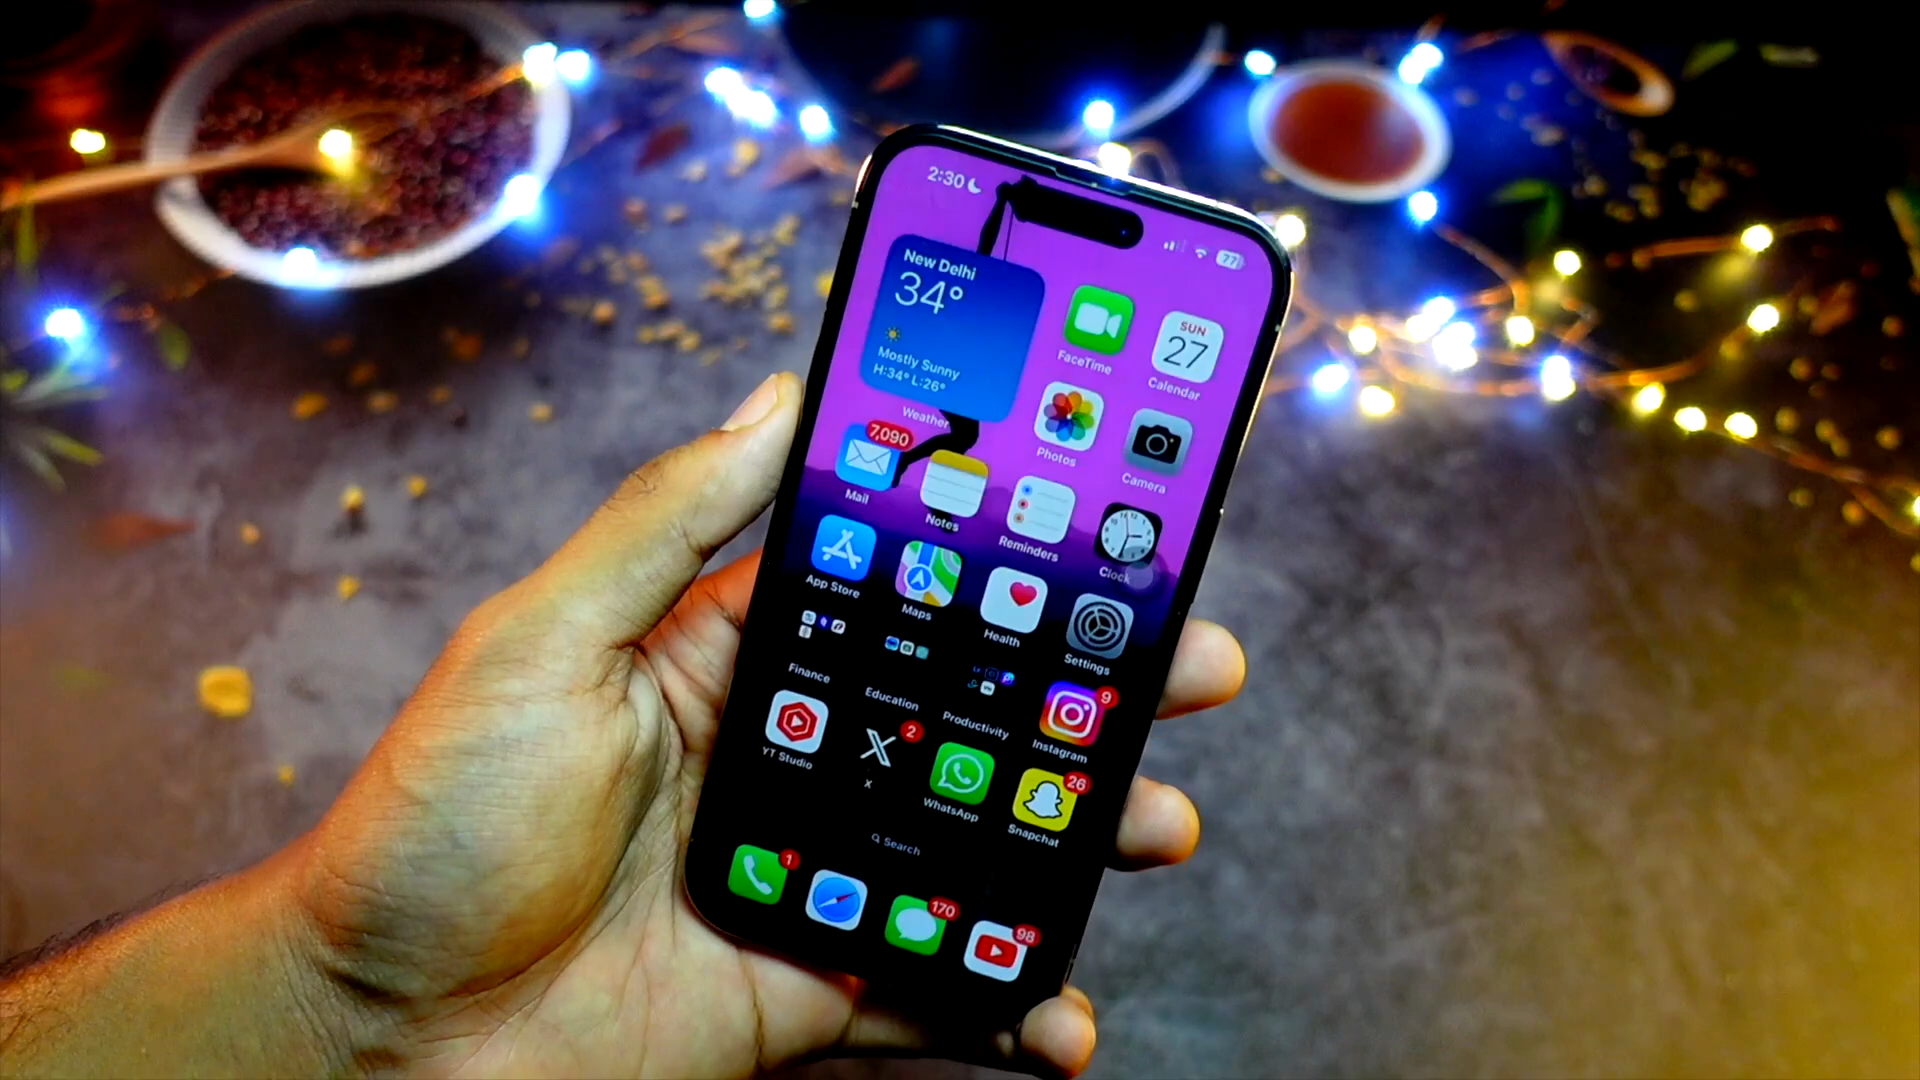 2:30
77
New Delhi
34°
Mostly Sunny
H:34° L:26°
Weather
FaceTime
SUN
27
Calendar
Photos
Camera
7,090
Mail
Notes
Reminders
Clock
App Store
Maps
Health
Settings
Finance
Education
Productivity
9
Instagram
YT Studio
2
X
WhatsApp
26
Snapchat
Search
1
170
98